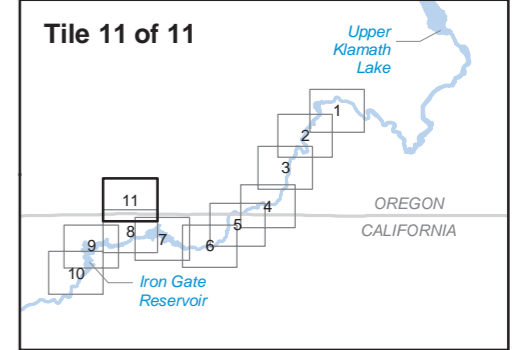 Tile 11 of 11
Upper
Klamath
Lake
1
2
3
11
4
OREGON
5
8
CALIFORNIA
7
6
9
10
Iron Gate
Reservoir